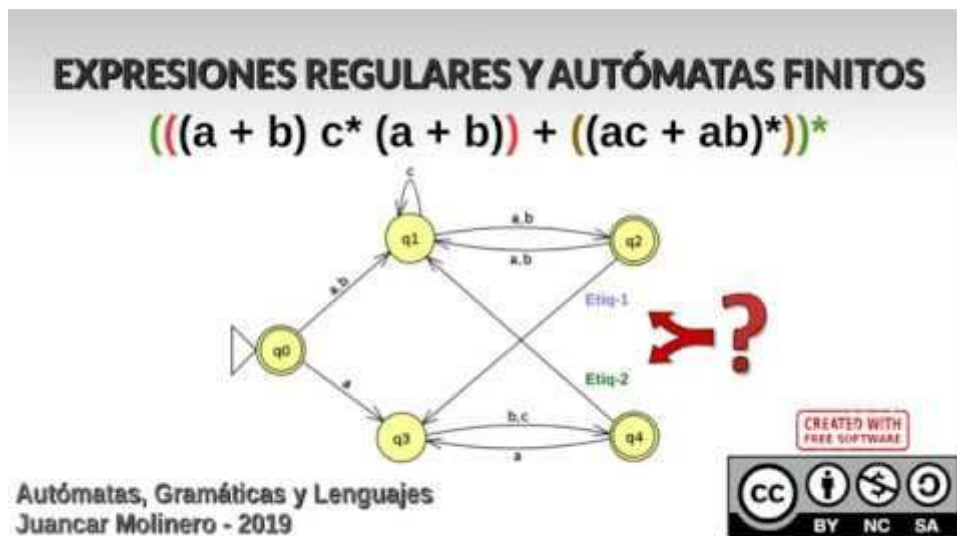 EXPRESIONES REGULARES Y AUTÓMATAS FINITOS
(((a + b) c* (a + b)) + ((ac + ab)*))*
c
q1
a,b
a,b
q2
a,b
Etiq-1
?
q0
a
Etiq-2
b,c
q3
a
q4
CREATED WITH
FREE SOFTWARE
Autómatas, Gramáticas y Lenguajes
Juancar Molinero - 2019
cc
BY NC SA